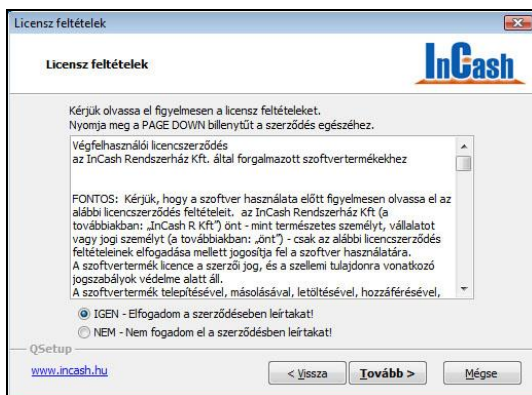 Licensz feltételek
Licensz feltételek
InCash
Kérjük olvassa el figyelmesen a licensz feltételeket.
Nyomja meg a PAGE DOWN billenytűt a szerződés egészéhez.
Végfelhasználói licencszerződés
az InCash Rendszerház Kft. által forgalmazott szoftvertermékekhez
FONTOS: Kérjük, hogy a szoftver használata előtt figyelmesen olvassa el az
alábbi licencszerződés feltételeit. az InCash Rendszerház Kft (a
továbbiakban: „InCash R Kft") önt - mint természetes személyt, vállalatot
vagy jogi személyt (a továbbiakban: „önt") - csak az alábbi licencszerződés
feltételeinek elfogadása mellett jogosítja fel a szoftver használatára.
A szoftvertermék licence a szerzői jog, és a szellemi tulajdonra vonatkozó
jogszabályok védelme alatt áll.
A szoftvertermék telepítésével, másolásával, letöltésével, hozzáférésével,
IGEN - Elfogadom a szerződéseben leírtakat!
NEM - Nem fogadom el a szerződésben leírtakat!
QSetup
www.incash.hu
< Vissza
Tovább >
Mégse